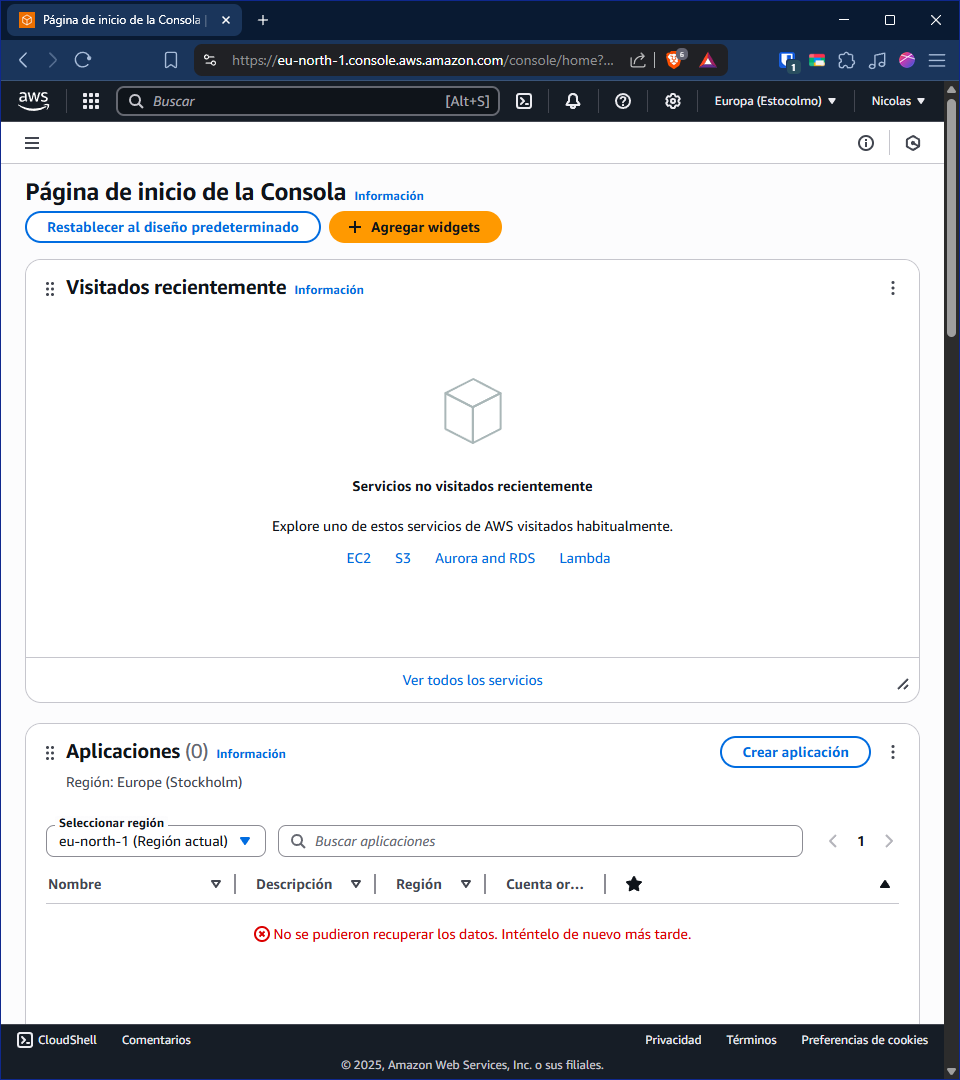 Página de inicio de la Consola |
https://eu-north-1.console.aws.amazon.com/console/home?...
6
1
aws
Buscar
[Alt+S]
Europa (Estocolmo)
Nicolas
Página de inicio de la Consola Información
Restablecer al diseño predeterminado
Agregar widgets
Visitados recientemente Información
Servicios no visitados recientemente
Explore uno de estos servicios de AWS visitados habitualmente.
EC2 S3 Aurora and RDS Lambda
Ver todos los servicios
Aplicaciones (0) Información
Crear aplicación
Región: Europe (Stockholm)
Seleccionar región
eu-north-1 (Región actual)
Buscar aplicaciones
1
Nombre Descripción Región Cuenta or...
No se pudieron recuperar los datos. Inténtelo de nuevo más tarde.
CloudShell Comentarios Privacidad Términos Preferencias de cookies
© 2025, Amazon Web Services, Inc. o sus filiales.